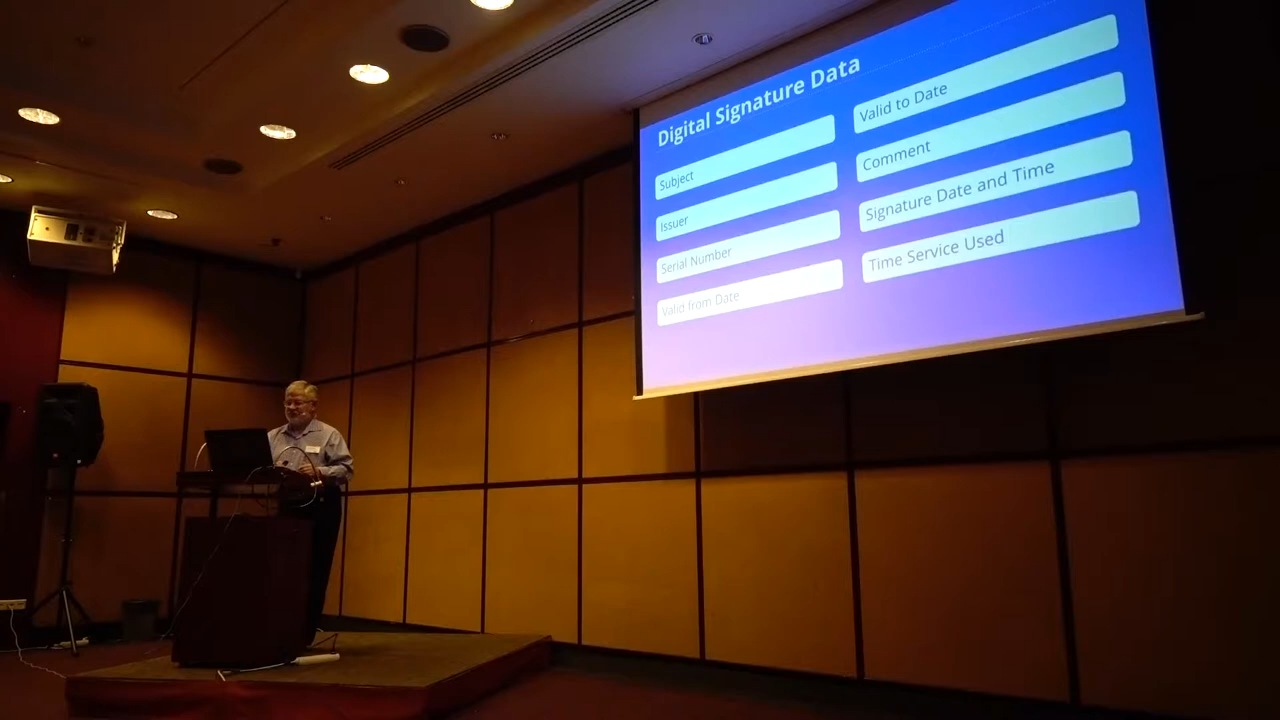 Digital Signature Data
Subject
Issuer
Serial Number
Valid from Date
Valid to Date
Comment
Signature Date and Time
Time Service Used